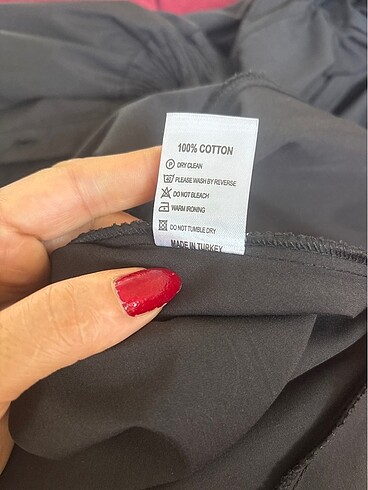 100% COTTON
DRY CLEAN
PLEASE WASH BY REVERSE
DO NOT BLEACH
WARM IRONING
DO NOT TUMBLE DRY
MADE IN TURKEY